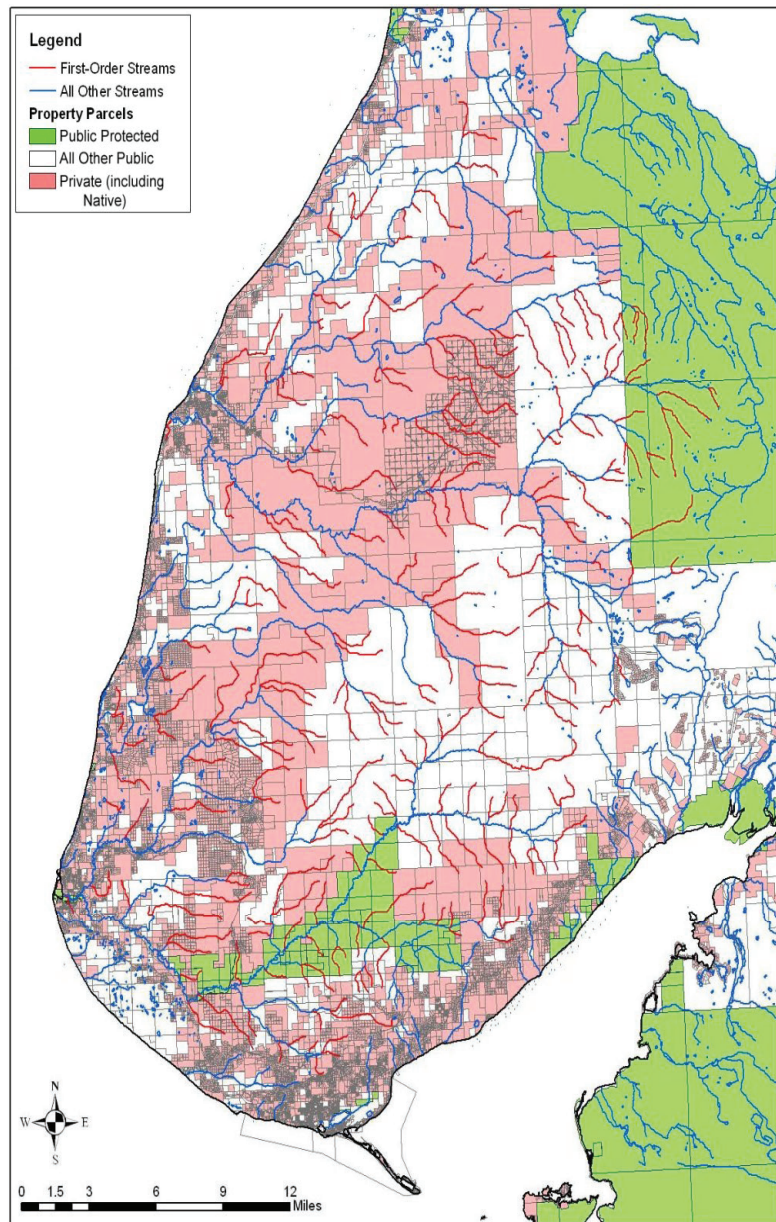 Legend
First-Order Streams
All Other Streams
Property Parcels
Public Protected
All Other Public
Private (including
Native)
N
W E
S
0 1.5 3 6 9 12
Miles